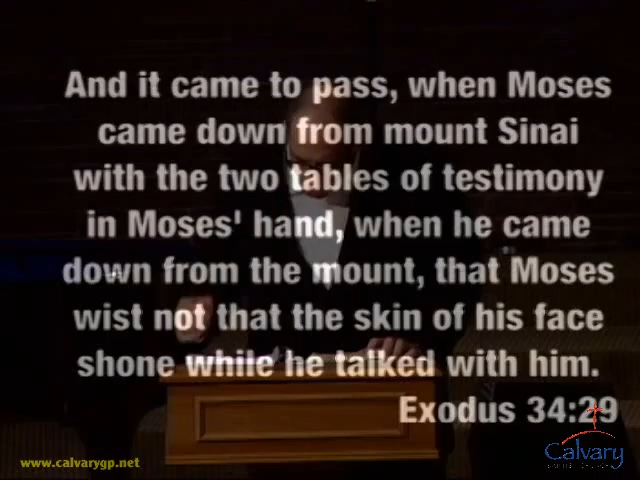 And it came to pass, when Moses
came down from mount Sinai
with the two tables of testimony
in Moses' hand, when he came
down from the mount, that Moses
wist not that the skin of his face
shone while he talked with him.
Exodus 34:29
www.calvarygp.net
Calvary
BAPTIST CHURCH